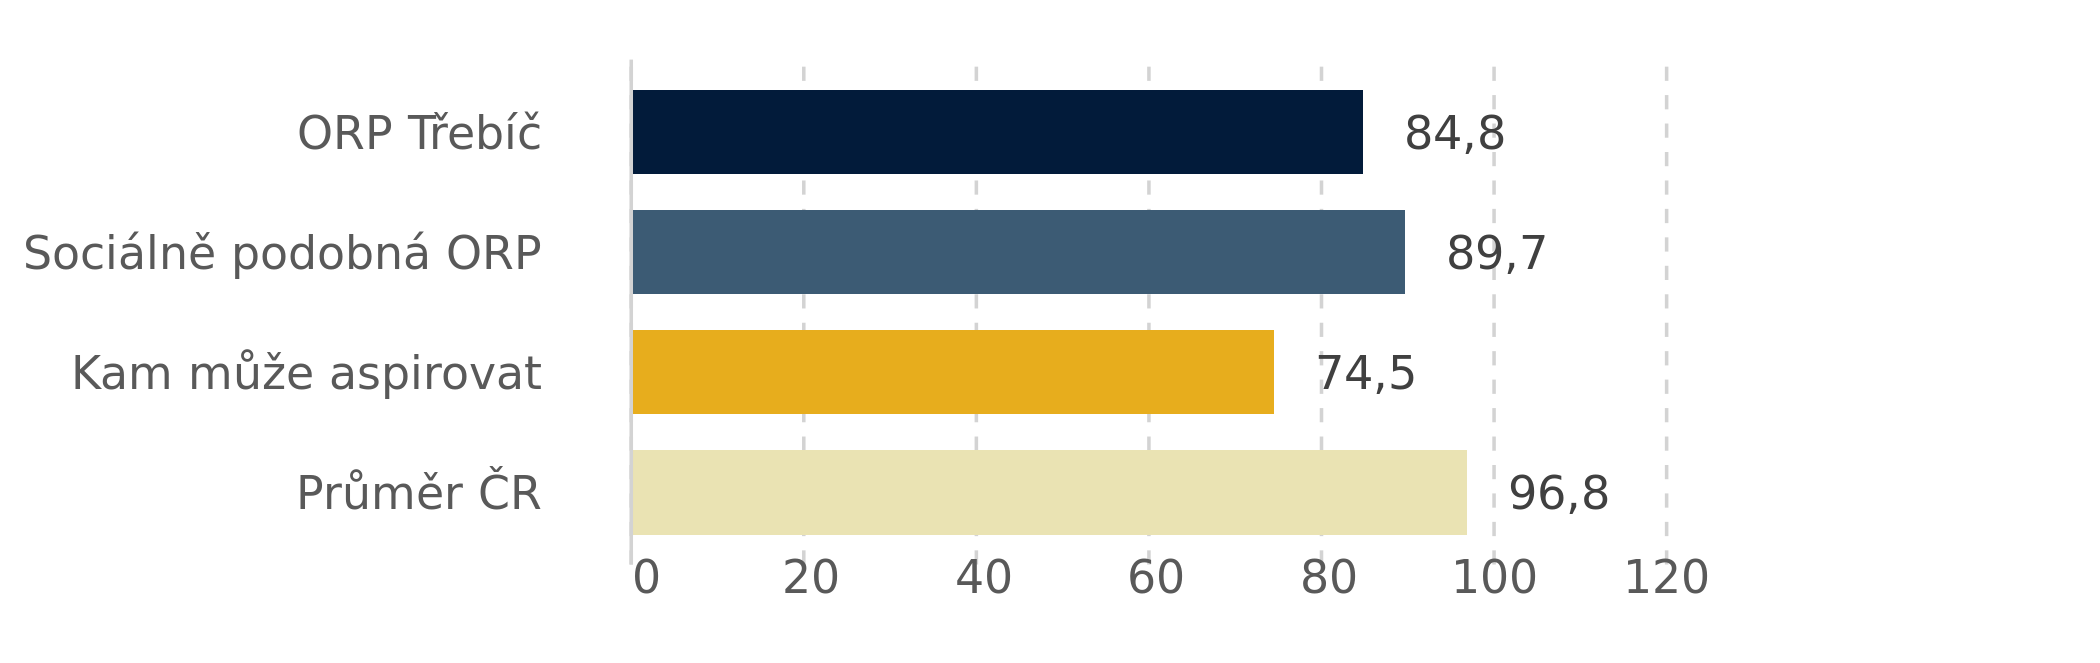 ORP Třebíč 84,8
Sociálně podobná ORP 89,7
Kam může aspirovat 74,5
Průměr ČR 96,8
0 20 40 60 80 100 120